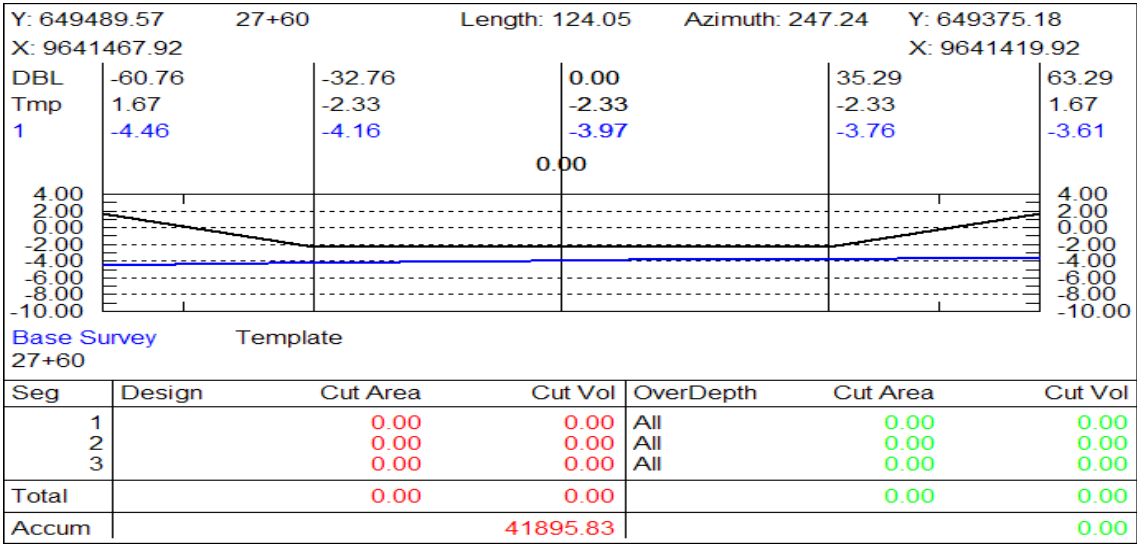 Y: 649489.57 27+60 Length: 124.05 Azimuth: 247.24 Y: 649375.18
X: 9641467.92 X: 9641419.92
DBL -60.76 -32.76 0.00 35.29 63.29
Tmp 1.67 -2.33 -2.33 -2.33 1.67
1 -4.46 -4.16 -3.97 -3.76 -3.61
0.00
4.00 4.00
2.00 2.00
0.00 0.00
-2.00 -2.00
-4.00 -4.00
-6.00 -6.00
-8.00 -8.00
-10.00 -10.00
Base Survey Template
27+60
Seg Design Cut Area Cut Vol OverDepth Cut Area Cut Vol
1 0.00 0.00 All 0.00 0.00
2 0.00 0.00 All 0.00 0.00
3 0.00 0.00 All 0.00 0.00
Total 0.00 0.00 0.00 0.00
Accum 41895.83 0.00